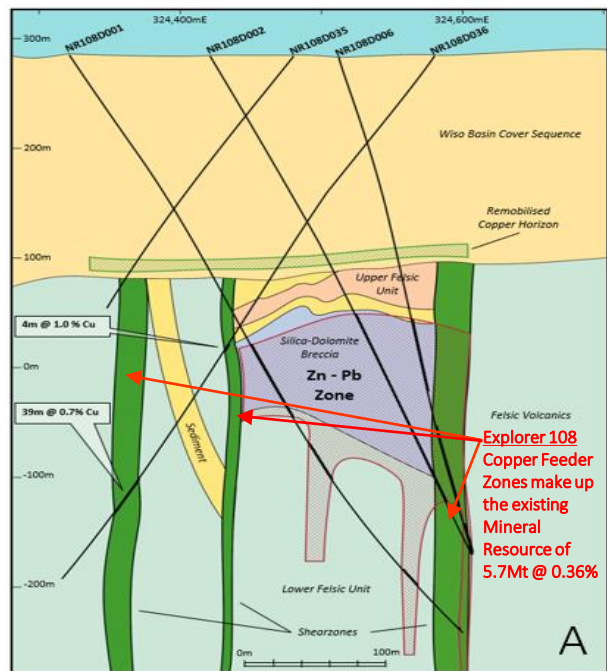 324,400mE
324,600mE
300m
NR108D001
NR108D002
NR108D035
NR108D006
NR108D036
Wiso Basin Cover Sequence
200m
Remobilised
Copper Horizon
100m
Upper Felsic
Unit
4m @ 1.0 % Cu
Silica-Dolomite
Breccia
0m
Zn - Pb
Zone
39m @ 0.7% Cu
Sediment
Felsic Volcanics
Explorer 108
Copper Feeder
Zones make up
the existing
Mineral
Resource of
5.7Mt @ 0.36%
-100m
-200m
Lower Felsic Unit
Shearzones
A
0m
100m